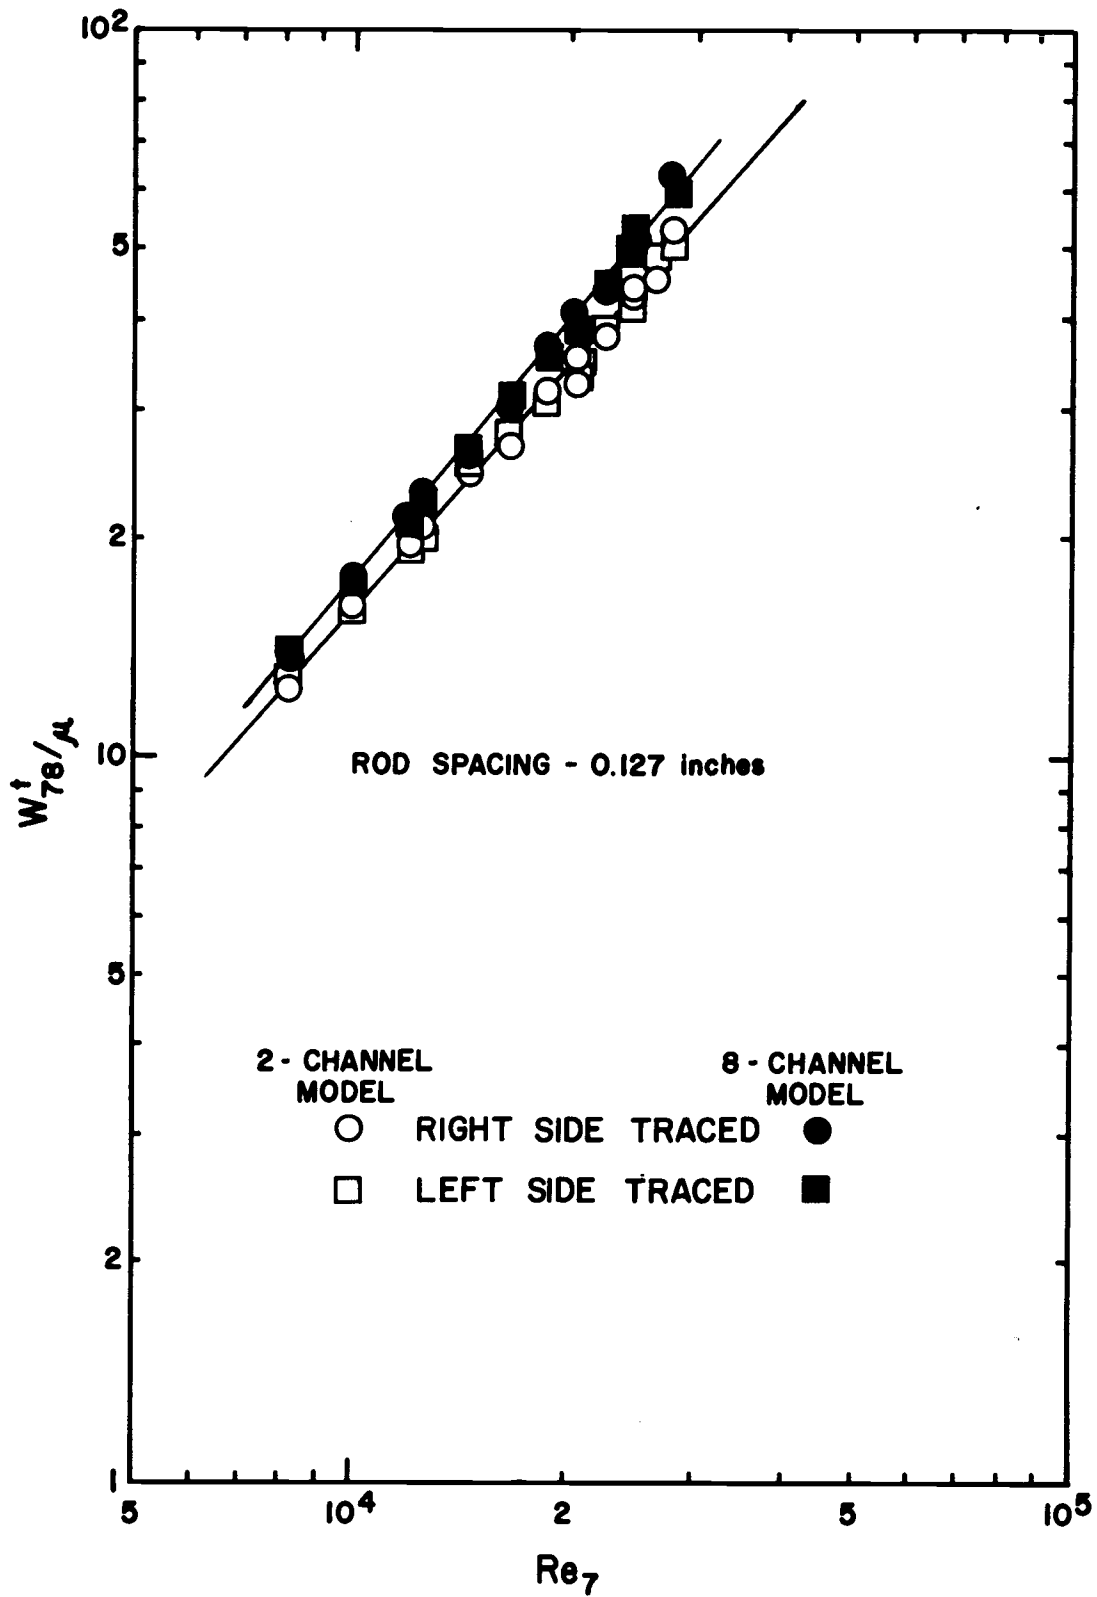 10²
5
2
10
5
2
1
W†78/μ
ROD SPACING - 0.127 inches
2 - CHANNEL MODEL
8 - CHANNEL MODEL
RIGHT SIDE TRACED
LEFT SIDE TRACED
5 10⁴ 2 5 10⁵
Re₇